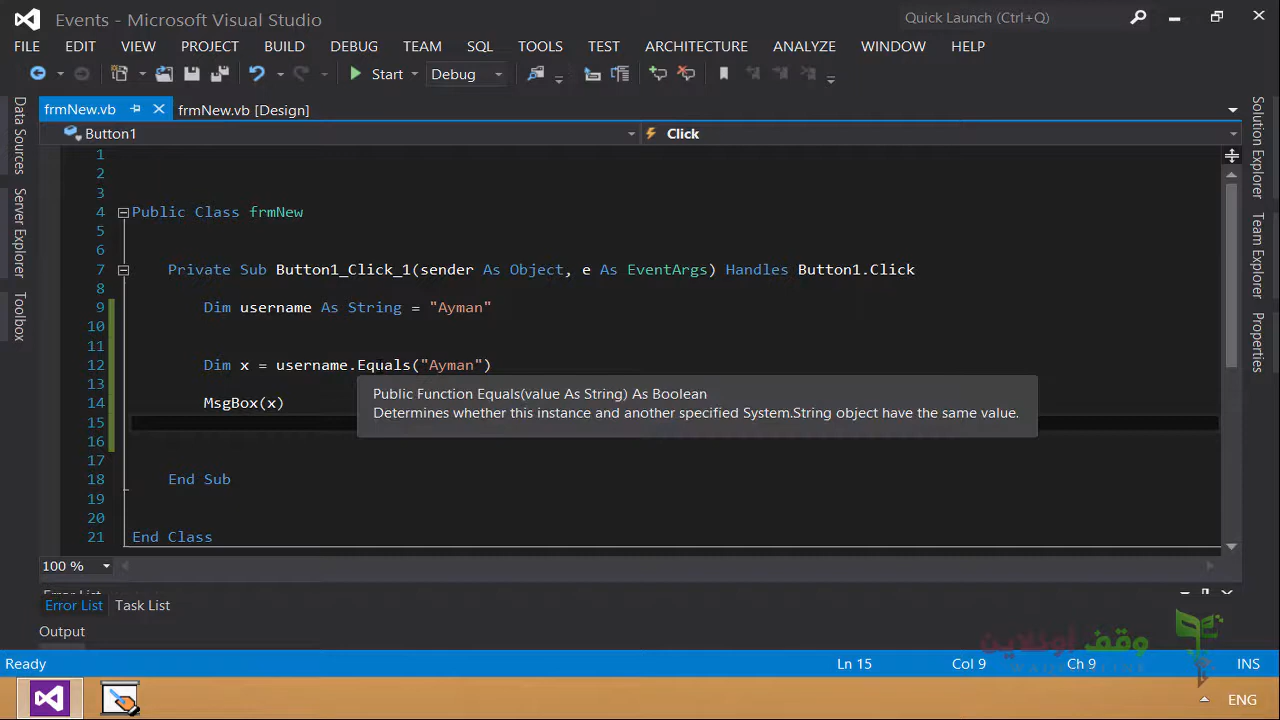 Events - Microsoft Visual Studio
Quick Launch (Ctrl+Q)
FILE EDIT VIEW PROJECT BUILD DEBUG TEAM SQL TOOLS TEST ARCHITECTURE ANALYZE WINDOW HELP
Start Debug
frmNew.vb frmNew.vb [Design]
Button1 Click
Data Sources
Server Explorer
Toolbox
1
2
3
4 Public Class frmNew
5
6
7 Private Sub Button1_Click_1(sender As Object, e As EventArgs) Handles Button1.Click
8
9 Dim username As String = "Ayman"
10
11
12 Dim x = username.Equals("Ayman")
13
Public Function Equals(value As String) As Boolean
14 MsgBox(x)
Determines whether this instance and another specified System.String object have the same value.
15
16
17
18 End Sub
19
20
21 End Class
Solution Explorer
Team Explorer
Properties
100 %
Error List
Error List Task List
Output
وقف أونلاين
Ready Ln 15 Col 9 Ch 9 INS
ENG